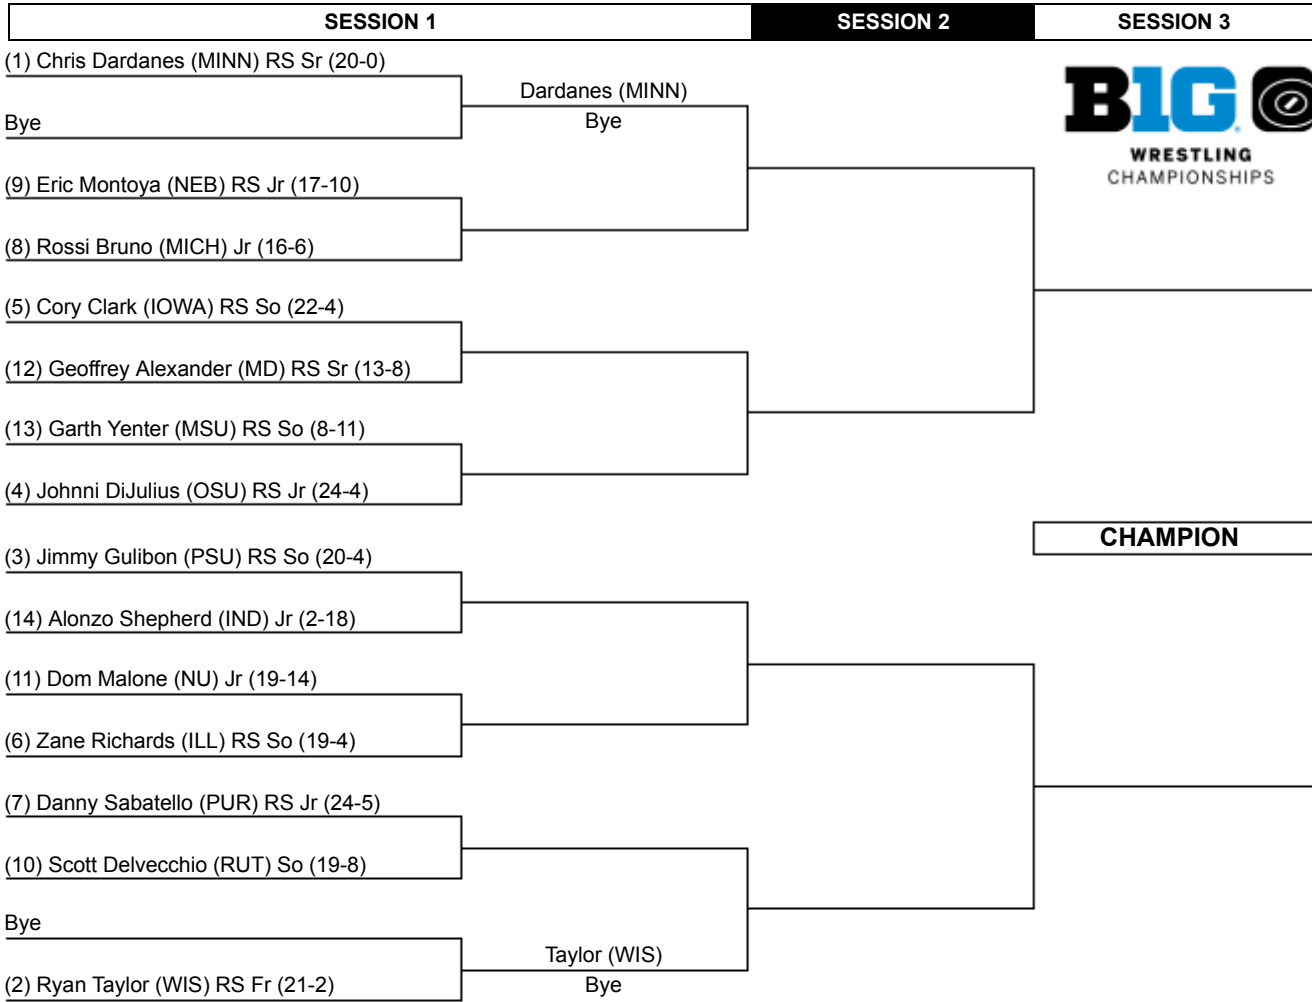 SESSION 1
SESSION 2
SESSION 3
(1) Chris Dardanes (MINN) RS Sr (20-0)
Dardanes (MINN)
Bye
Bye
B1G
WRESTLING
CHAMPIONSHIPS
(9) Eric Montoya (NEB) RS Jr (17-10)
(8) Rossi Bruno (MICH) Jr (16-6)
(5) Cory Clark (IOWA) RS So (22-4)
(12) Geoffrey Alexander (MD) RS Sr (13-8)
(13) Garth Yenter (MSU) RS So (8-11)
(4) Johnni DiJulius (OSU) RS Jr (24-4)
CHAMPION
(3) Jimmy Gulibon (PSU) RS So (20-4)
(14) Alonzo Shepherd (IND) Jr (2-18)
(11) Dom Malone (NU) Jr (19-14)
(6) Zane Richards (ILL) RS So (19-4)
(7) Danny Sabatello (PUR) RS Jr (24-5)
(10) Scott Delvecchio (RUT) So (19-8)
Bye
Taylor (WIS)
Bye
(2) Ryan Taylor (WIS) RS Fr (21-2)